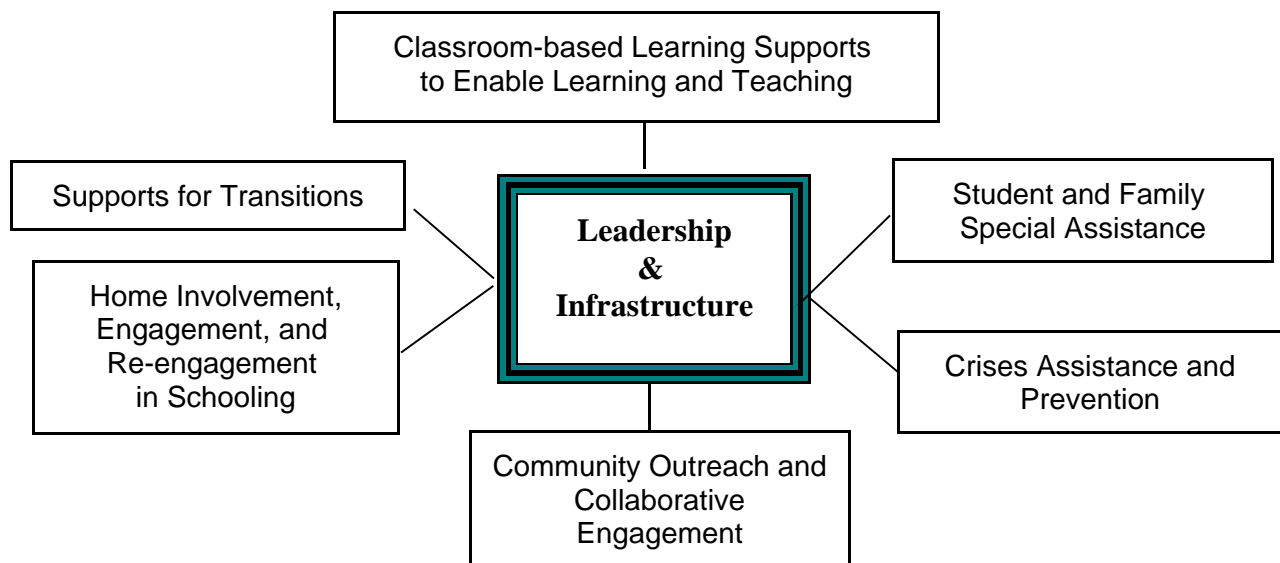 Classroom-based Learning Supports
to Enable Learning and Teaching
Supports for Transitions
Student and Family
Special Assistance
Leadership
&
Infrastructure
Home Involvement,
Engagement, and
Re-engagement
in Schooling
Crises Assistance and
Prevention
Community Outreach and
Collaborative
Engagement